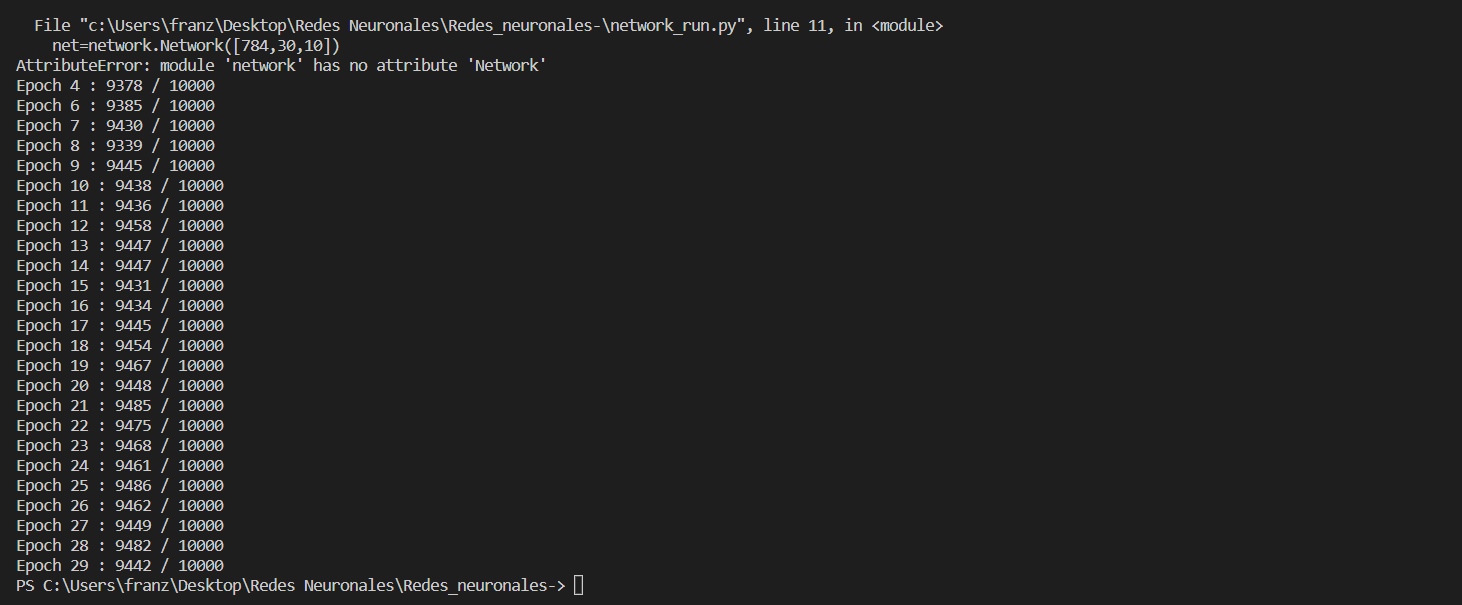 File "c:\Users\franz\Desktop\Redes Neuronales\Redes_neuronales-\network_run.py", line 11, in <module>
net=network.Network([784,30,10])
AttributeError: module 'network' has no attribute 'Network'
Epoch 4 : 9378 / 10000
Epoch 6 : 9385 / 10000
Epoch 7 : 9430 / 10000
Epoch 8 : 9339 / 10000
Epoch 9 : 9445 / 10000
Epoch 10 : 9438 / 10000
Epoch 11 : 9436 / 10000
Epoch 12 : 9458 / 10000
Epoch 13 : 9447 / 10000
Epoch 14 : 9447 / 10000
Epoch 15 : 9431 / 10000
Epoch 16 : 9434 / 10000
Epoch 17 : 9445 / 10000
Epoch 18 : 9454 / 10000
Epoch 19 : 9467 / 10000
Epoch 20 : 9448 / 10000
Epoch 21 : 9485 / 10000
Epoch 22 : 9475 / 10000
Epoch 23 : 9468 / 10000
Epoch 24 : 9461 / 10000
Epoch 25 : 9486 / 10000
Epoch 26 : 9462 / 10000
Epoch 27 : 9449 / 10000
Epoch 28 : 9482 / 10000
Epoch 29 : 9442 / 10000
PS C:\Users\franz\Desktop\Redes Neuronales\Redes_neuronales->